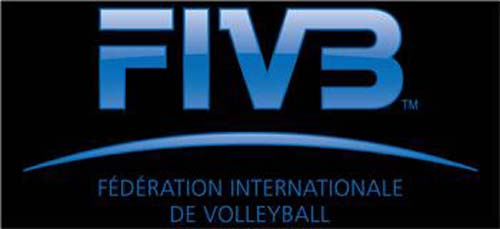 FIVB™
FÉDÉRATION INTERNATIONALE
DE VOLLEYBALL